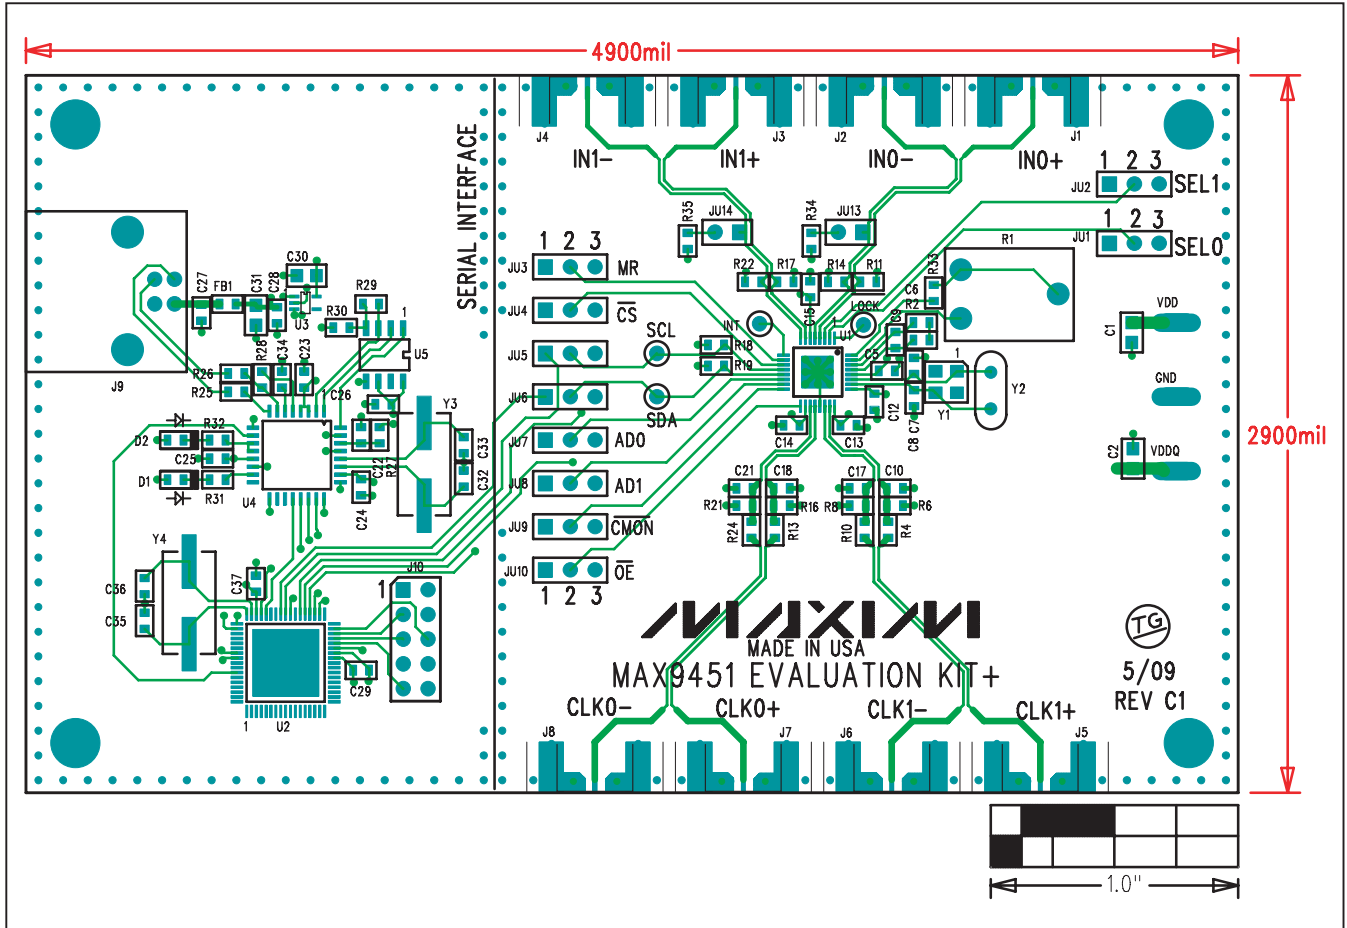 4900mil
J4
J3
J2
J1
IN1-
IN1+
IN0-
IN0+
SERIAL INTERFACE
1 2 3
JU2
SEL1
1 2 3
JU1
SEL0
R35
JU14
R34
JU13
R1
1 2 3
JU3
MR
JU4
C̅S̅
JU5
SCL
JU6
SDA
JU7
AD0
JU8
AD1
JU9
C̅M̅O̅N̅
JU10
O̅E̅
1 2 3
R22
R17
R14
R11
C15
C6
R33
R2
C9
INT
LOCK
1
U1
R18
R19
C5
C12
C7
C8
1
Y1
Y2
C14
C13
C1
VDD
GND
C2
VDDQ
2900mil
C27
FB1
C31
C28
C30
U3
R30
R29
1
U5
J9
R26
R25
R28
C34
C23
1
C26
Y3
D2
R32
C25
D1
R31
U4
C22
R27
C24
C33
C32
Y4
C36
C35
C37
J10
1
C29
1
U2
C21
C18
R21
R16
R24
R13
C17
C10
R8
R6
R10
R4
MAXIM
MADE IN USA
MAX9451 EVALUATION KIT+
TG
5/09
REV C1
CLK0-
CLK0+
CLK1-
CLK1+
J8
J7
J6
J5
1.0"